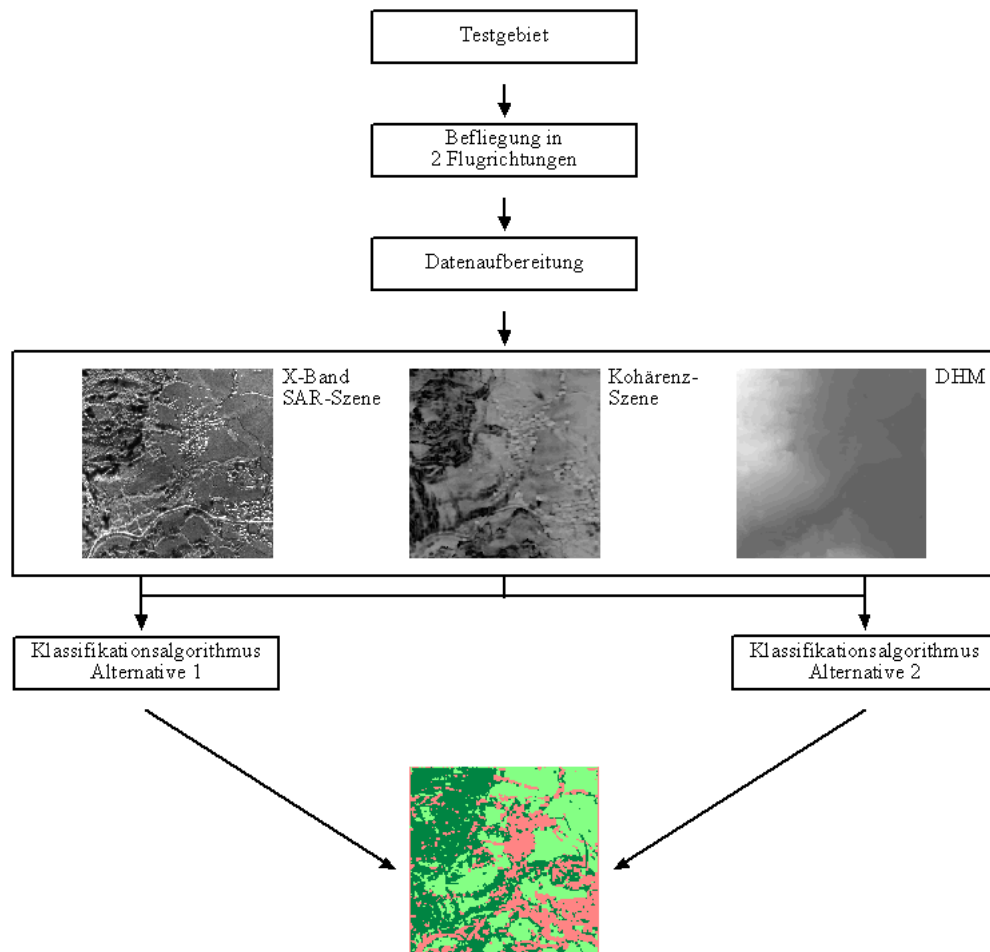 Testgebiet
Befliegung in
2 Flugrichtungen
Datenaufbereitung
X-Band
SAR-Szene
Kohärenz-
Szene
DHM
Klassifikationsalgorithmus
Alternative 1
Klassifikationsalgorithmus
Alternative 2